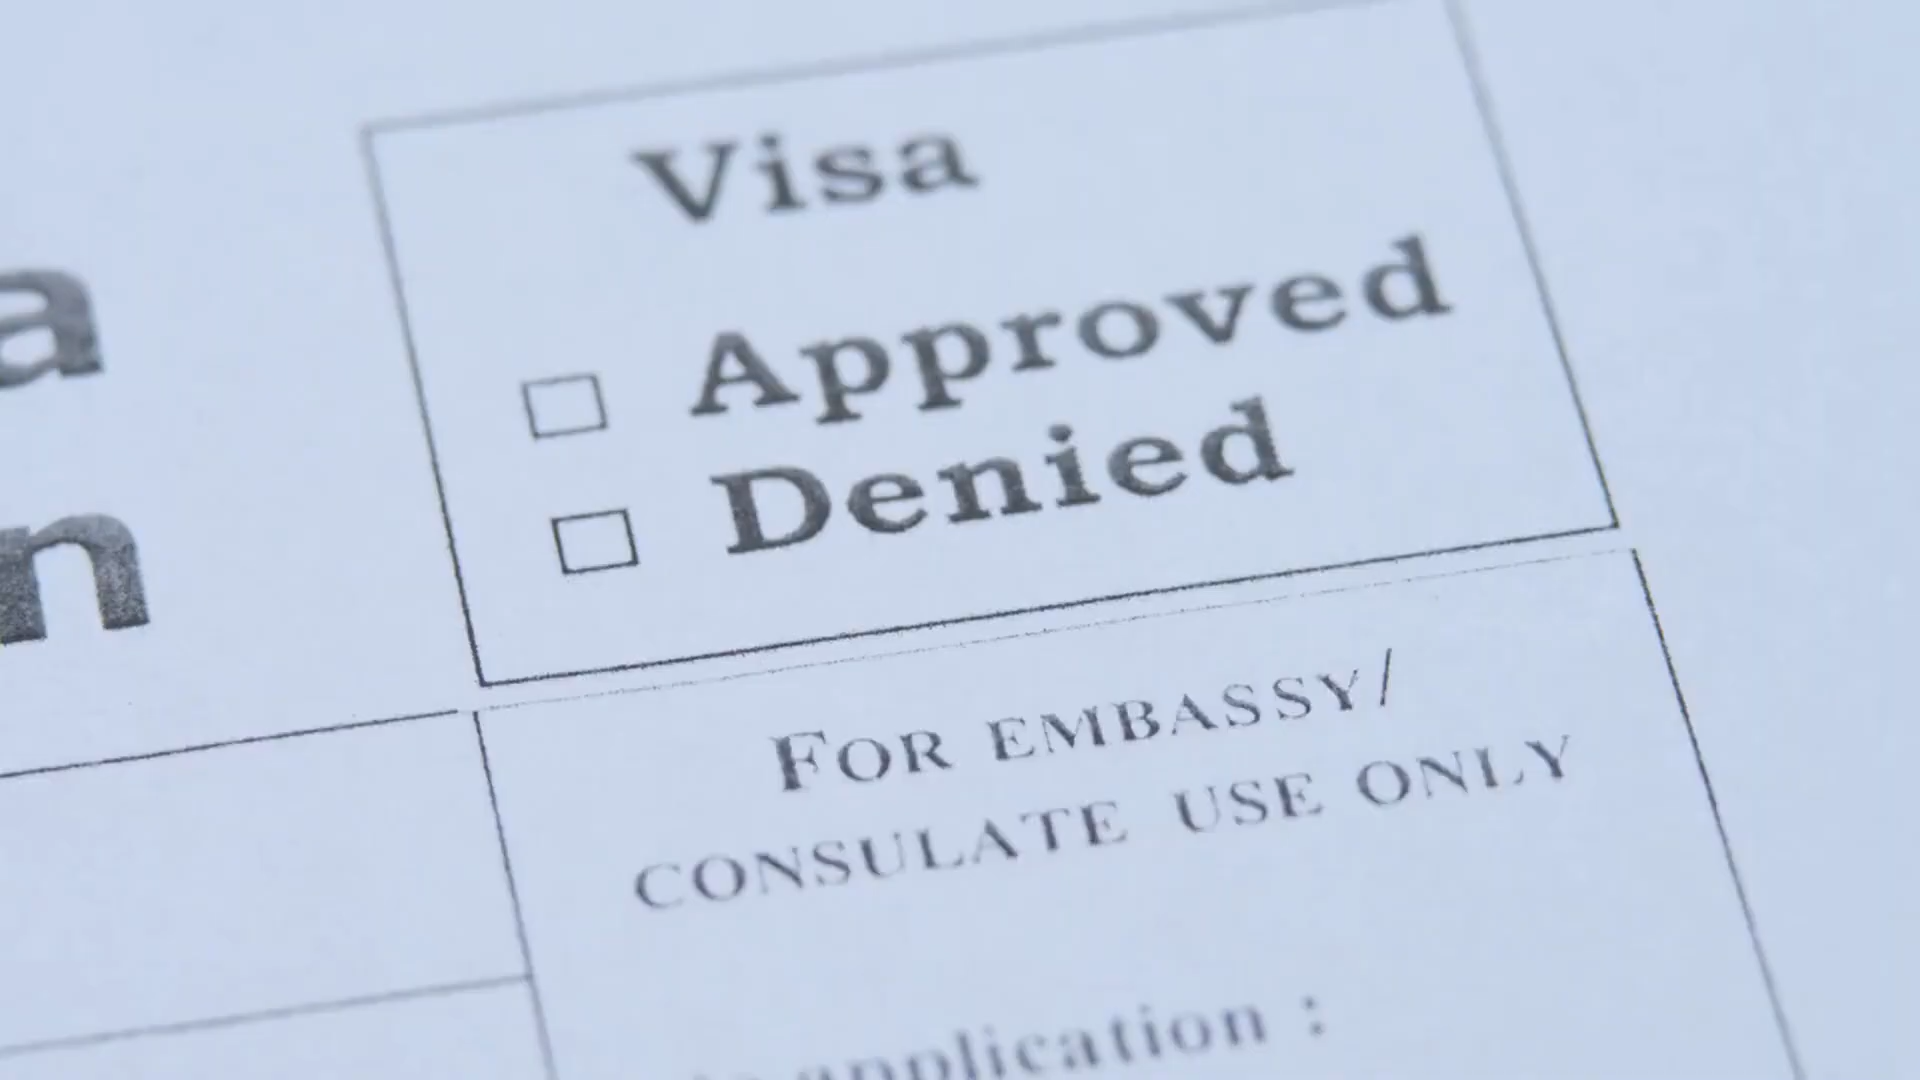 Visa
Approved
Denied
FOR EMBASSY/
CONSULATE USE ONLY
application :